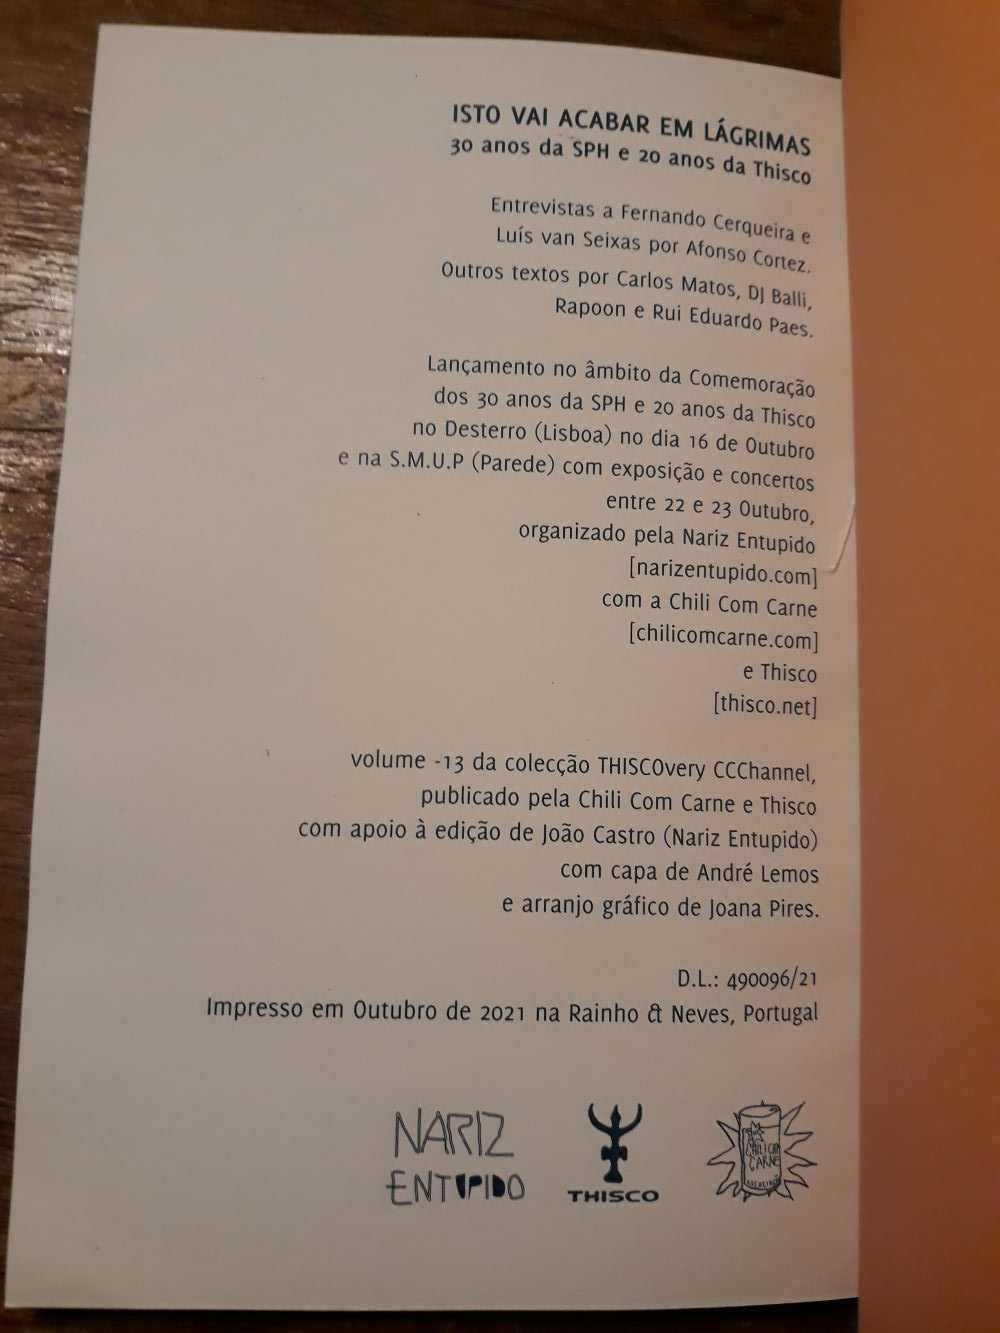 ISTO VAI ACABAR EM LÁGRIMAS
30 anos da SPH e 20 anos da Thisco
Entrevistas a Fernando Cerqueira e
Luís van Seixas por Afonso Cortez.
Outros textos por Carlos Matos, DJ Balli,
Rapoon e Rui Eduardo Paes.
Lançamento no âmbito da Comemoração
dos 30 anos da SPH e 20 anos da Thisco
no Desterro (Lisboa) no dia 16 de Outubro
e na S.M.U.P (Parede) com exposição e concertos
entre 22 e 23 Outubro,
organizado pela Nariz Entupido
[narizentupido.com]
com a Chili Com Carne
[chilicomcarne.com]
e Thisco
[thisco.net]
volume -13 da colecção THISCOvery CCChannel,
publicado pela Chili Com Carne e Thisco
com apoio à edição de João Castro (Nariz Entupido)
com capa de André Lemos
e arranjo gráfico de Joana Pires.
D.L.: 490096/21
Impresso em Outubro de 2021 na Rainho & Neves, Portugal
NARIZ
ENTUPIDO
THISCO
CHILI COM
CARNE